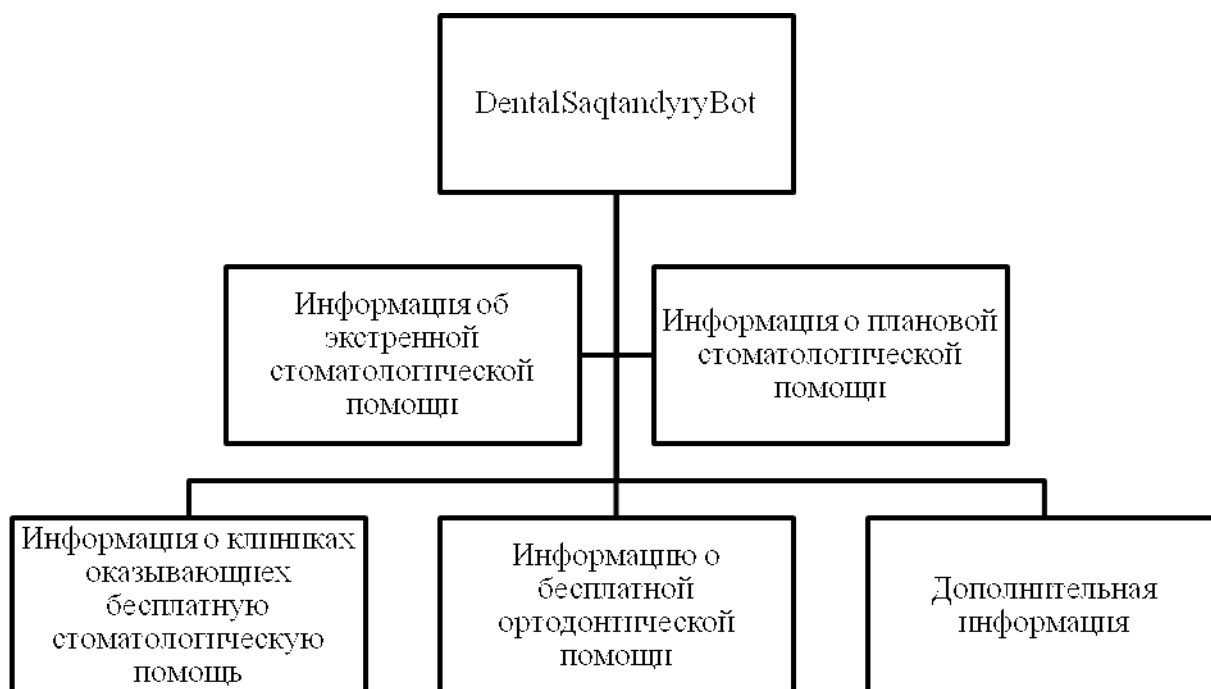 DentalSaqtandyryBot
Информация об
экстренной
стоматологической
помощи
Информация о плановой
стоматологической
помощи
Информация о клиниках
оказывающиех
бесплатную
стоматологическую
помощь
Информацию о
бесплатной
ортодонтической
помощи
Дополнительная
информация